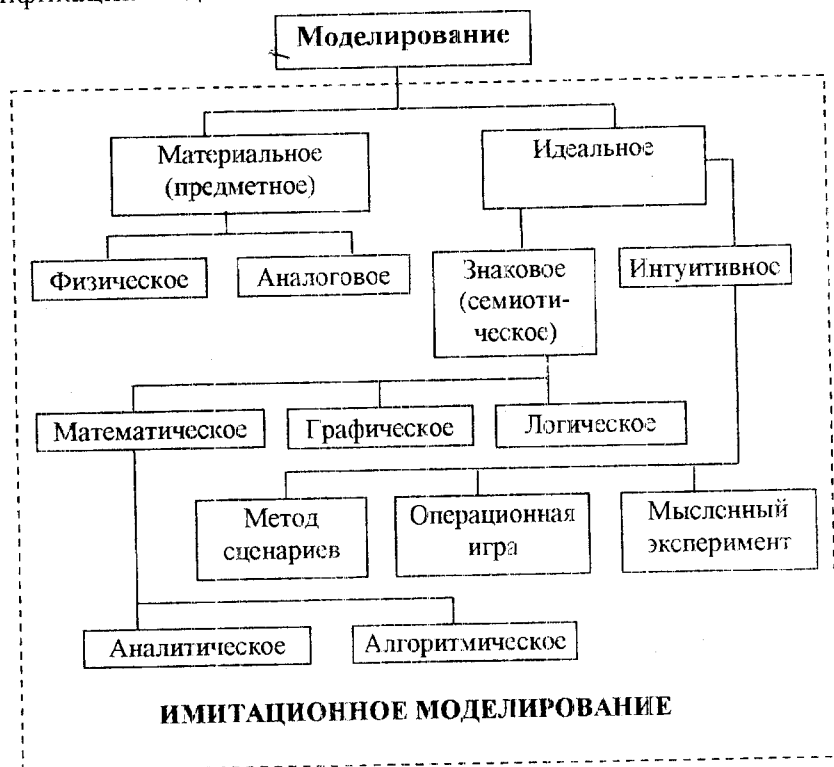 Моделирование
Материальное
(предметное)
Идеальное
Физическое
Аналоговое
Знаковое
(семиоти-
ческое)
Интуитивное
Математическое
Графическое
Логическое
Метод
сценариев
Операционная
игра
Мысленный
эксперимент
Аналитическое
Алгоритмическое
ИМИТАЦИОННОЕ МОДЕЛИРОВАНИЕ